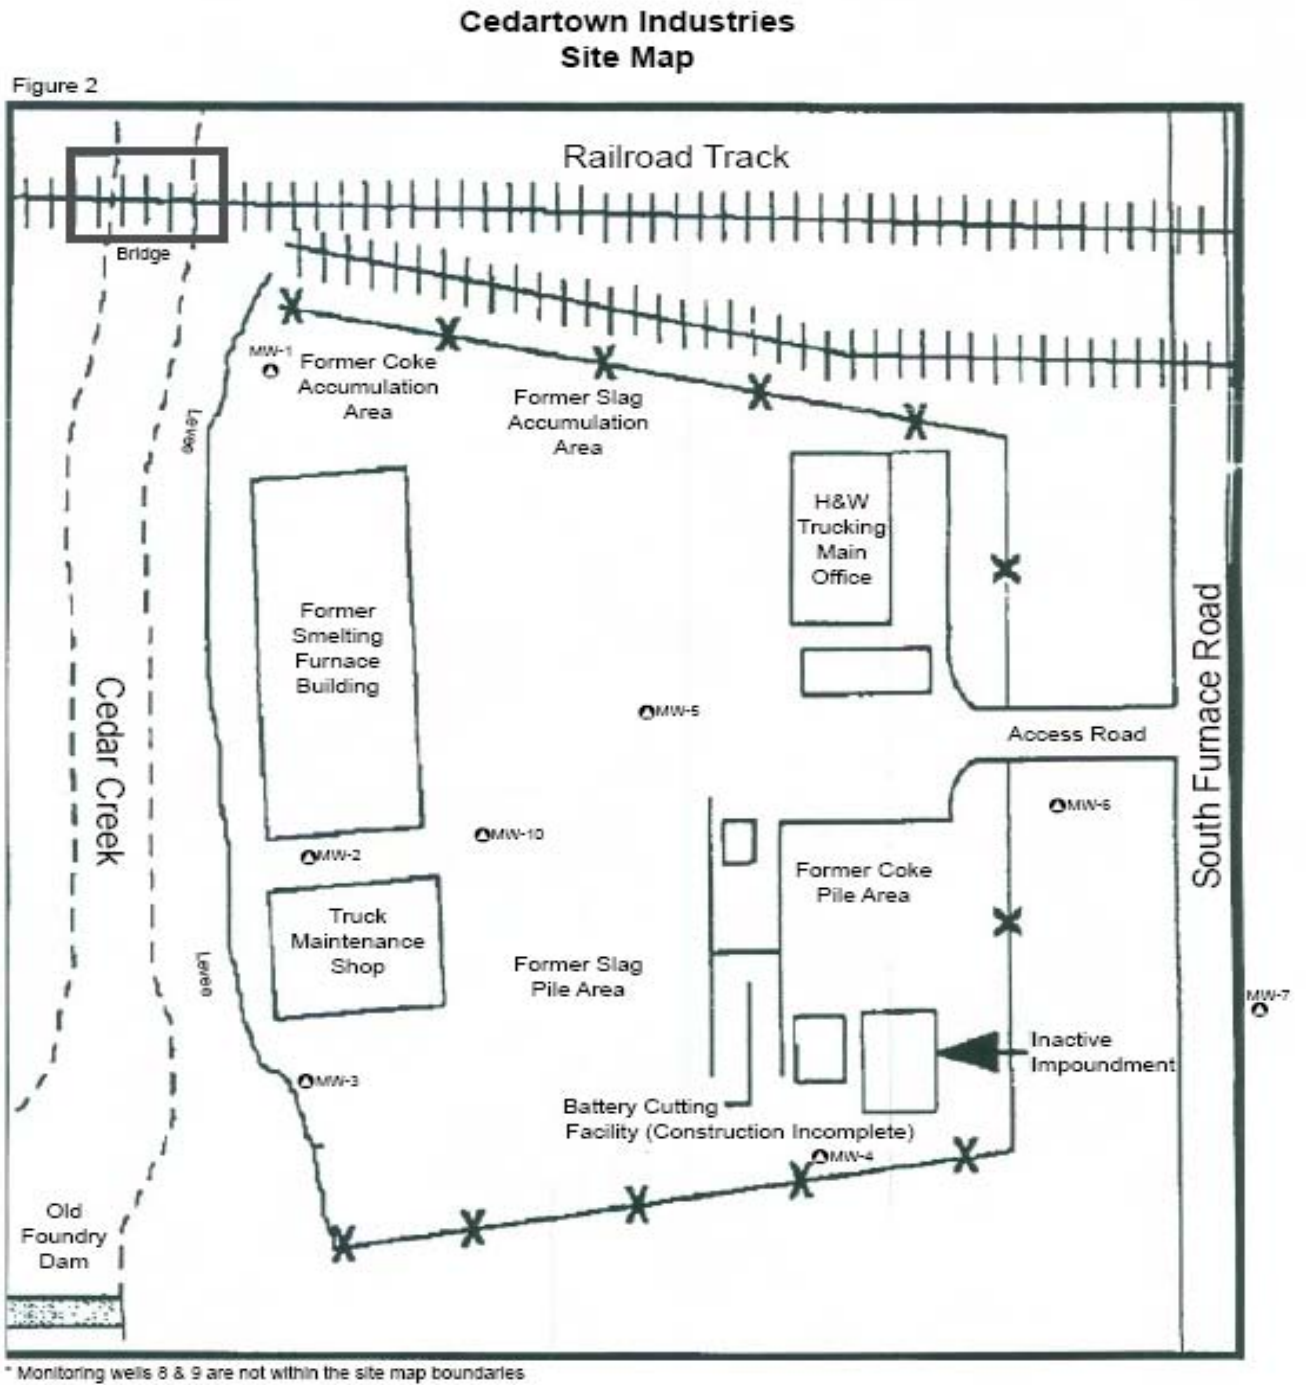 Cedartown Industries
Site Map
Figure 2
Railroad Track
Bridge
MW-1
Former Coke
Accumulation
Area
Former Slag
Accumulation
Area
Levee
H&W
Trucking
Main
Office
Former
Smelting
Furnace
Building
Cedar Creek
South Furnace Road
MW-5
Access Road
MW-6
MW-10
MW-2
Former Coke
Pile Area
Truck
Maintenance
Shop
Former Slag
Pile Area
Levee
MW-7
Inactive
Impoundment
MW-3
Battery Cutting
Facility (Construction Incomplete)
MW-4
Old
Foundry
Dam
* Monitoring wells 8 & 9 are not within the site map boundaries